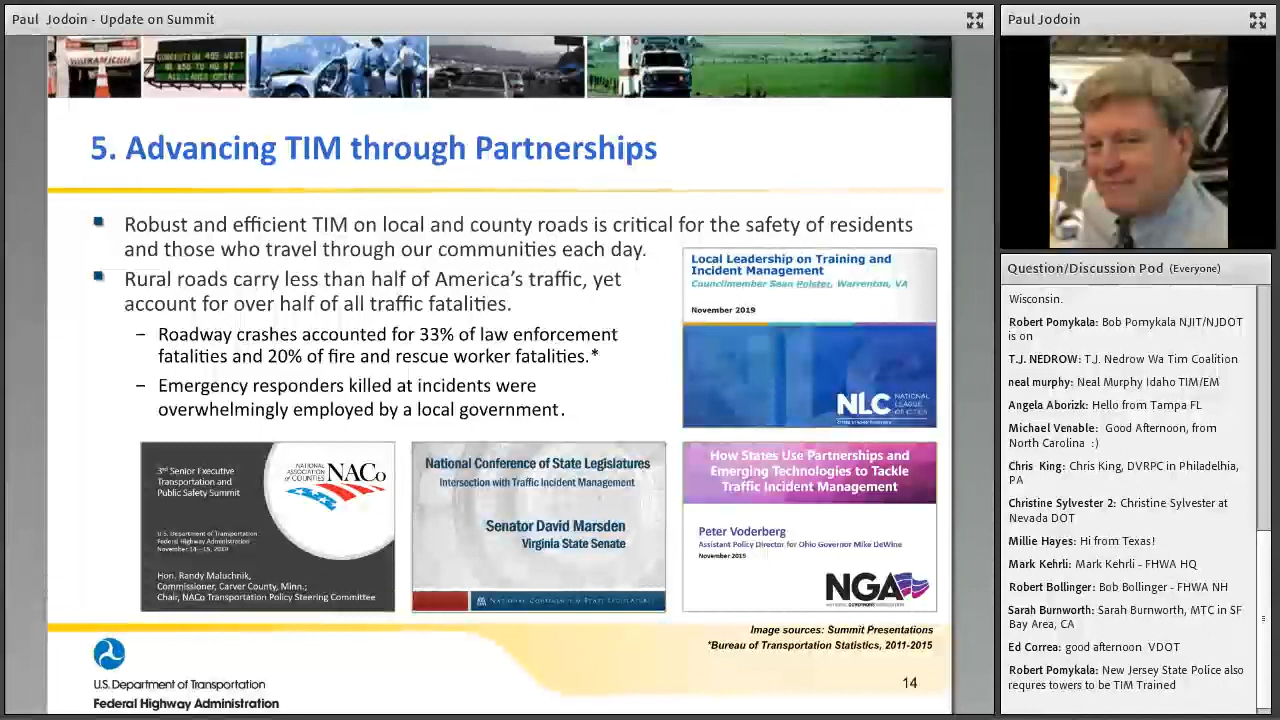 Paul Jodoin - Update on Summit
5. Advancing TIM through Partnerships
Robust and efficient TIM on local and county roads is critical for the safety of residents
and those who travel through our communities each day.
Rural roads carry less than half of America's traffic, yet
account for over half of all traffic fatalities.
– Roadway crashes accounted for 33% of law enforcement
fatalities and 20% of fire and rescue worker fatalities.*
– Emergency responders killed at incidents were
overwhelmingly employed by a local government.
Local Leadership on Training and
Incident Management
Councilmember Sean Polster, Warrenton, VA
November 2019
NLC NATIONAL
LEAGUE
OF CITIES
3rd Senior Executive
Transportation and
Public Safety Summit
NATIONAL
ASSOCIATION
of COUNTIES
NACo
U.S. Department of Transportation
Federal Highway Administration
November 14—15, 2019
Hon. Randy Maluchnik,
Commissioner, Carver County, Minn.;
Chair, NACo Transportation Policy Steering Committee
National Conference of State Legislatures
Intersection with Traffic Incident Management
Senator David Marsden
Virginia State Senate
National Conference of State Legislatures
How States Use Partnerships and
Emerging Technologies to Tackle
Traffic Incident Management
Peter Voderberg
Assistant Policy Director for Ohio Governor Mike DeWine
November 2019
NGA
NATIONAL GOVERNORS ASSOCIATION
Image sources: Summit Presentations
*Bureau of Transportation Statistics, 2011-2015
U.S. Department of Transportation
Federal Highway Administration
14
Paul Jodoin
Question/Discussion Pod (Everyone)
Wisconsin.
Robert Pomykala: Bob Pomykala NJIT/NJDOT
is on
T.J. NEDROW: T.J. Nedrow Wa Tim Coalition
neal murphy: Neal Murphy Idaho TIM/EM
Angela Aborizk: Hello from Tampa FL
Michael Venable: Good Afternoon, from
North Carolina :)
Chris King: Chris King, DVRPC in Philadelhia,
PA
Christine Sylvester 2: Christine Sylvester at
Nevada DOT
Millie Hayes: Hi from Texas!
Mark Kehrli: Mark Kehrli - FHWA HQ
Robert Bollinger: Bob Bollinger - FHWA NH
Sarah Burnworth: Sarah Burnworth, MTC in SF
Bay Area, CA
Ed Correa: good afternoon VDOT
Robert Pomykala: New Jersey State Police also
requres towers to be TIM Trained